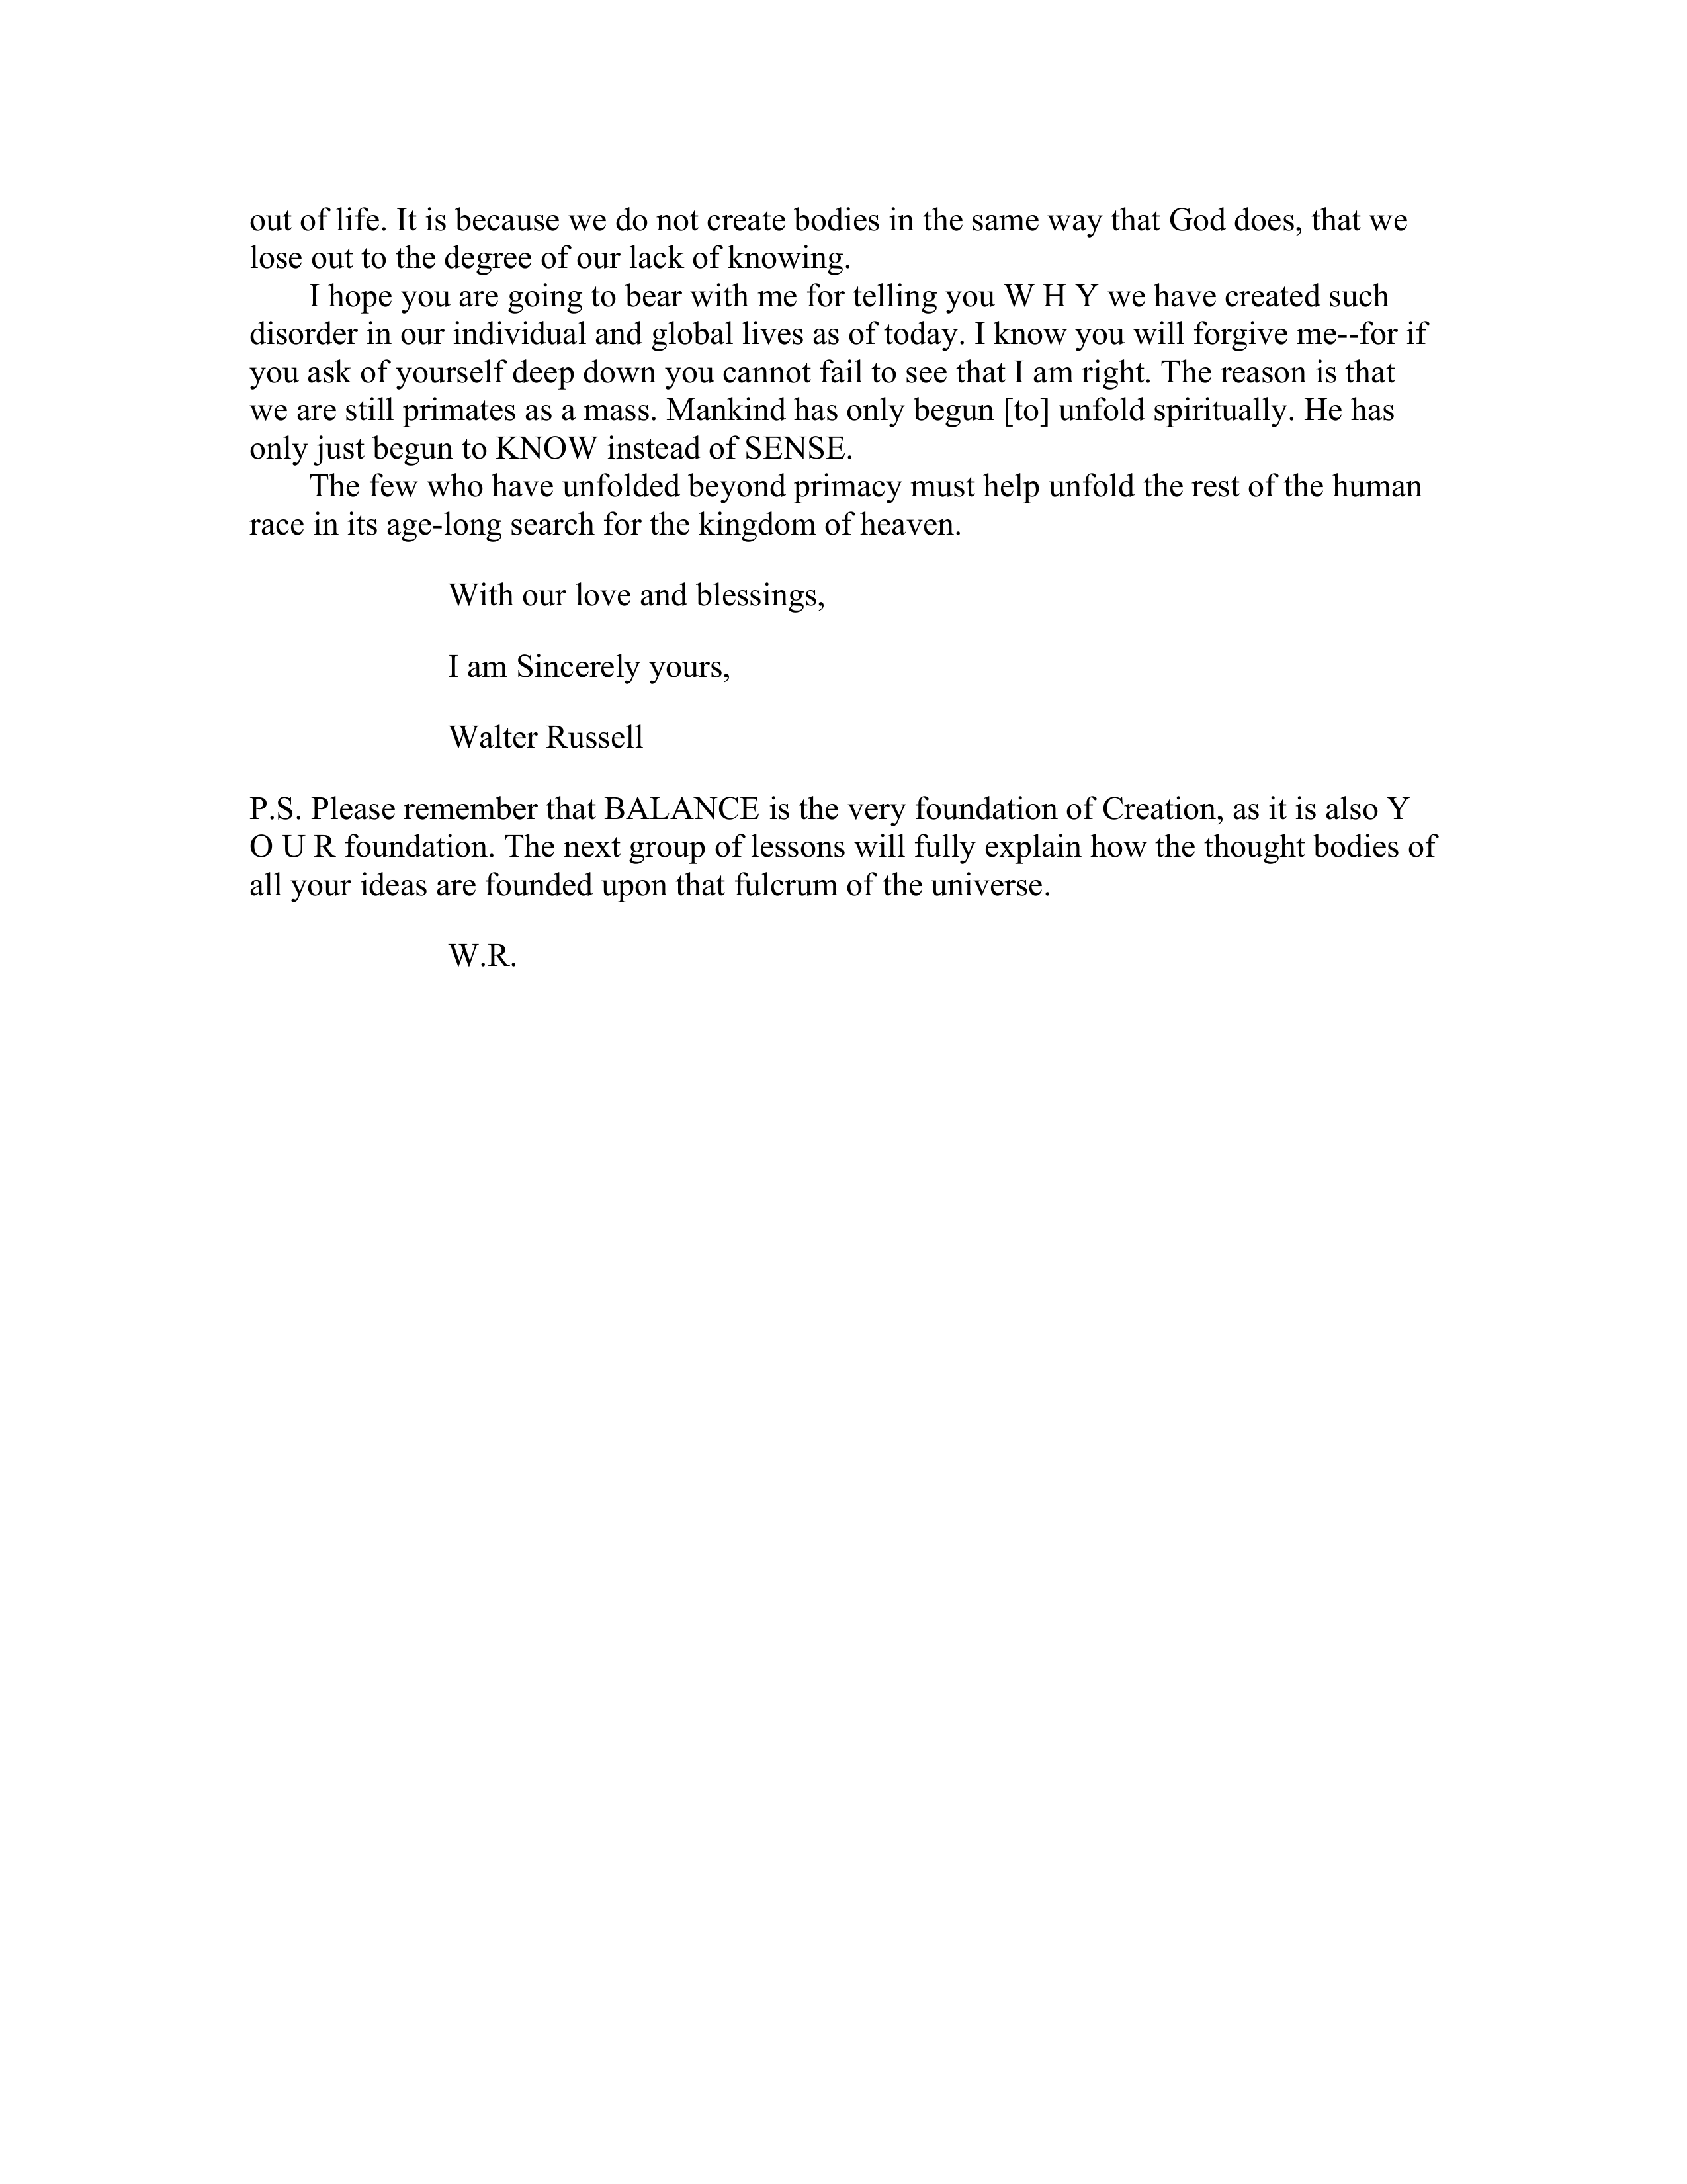 out of life. It is because we do not create bodies in the same way that God does, that we
lose out to the degree of our lack of knowing.
I hope you are going to bear with me for telling you W H Y we have created such
disorder in our individual and global lives as of today. I know you will forgive me--for if
you ask of yourself deep down you cannot fail to see that I am right. The reason is that
we are still primates as a mass. Mankind has only begun [to] unfold spiritually. He has
only just begun to KNOW instead of SENSE.
The few who have unfolded beyond primacy must help unfold the rest of the human
race in its age-long search for the kingdom of heaven.
With our love and blessings,
I am Sincerely yours,
Walter Russell
P.S. Please remember that BALANCE is the very foundation of Creation, as it is also Y
O U R foundation. The next group of lessons will fully explain how the thought bodies of
all your ideas are founded upon that fulcrum of the universe.
W.R.